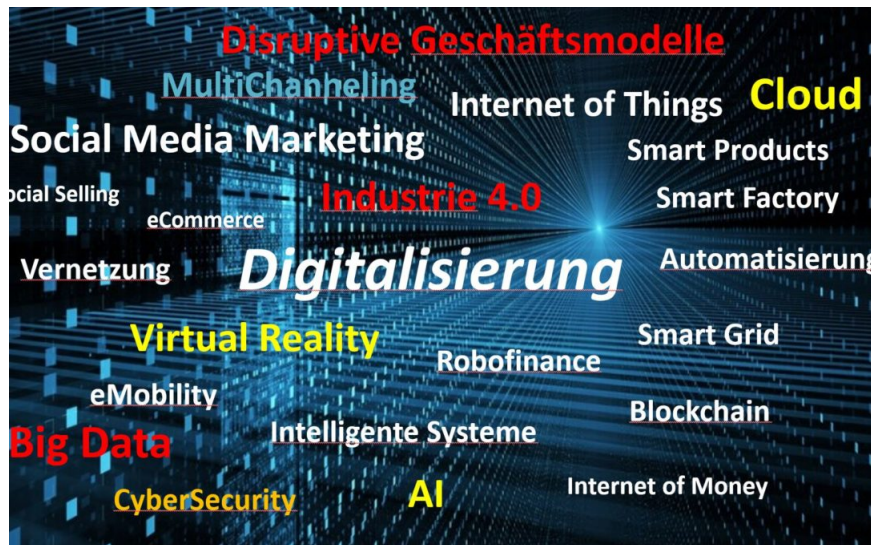 Disruptive Geschäftsmodelle
MultiChanneling
Internet of Things
Cloud
Social Media Marketing
Smart Products
ocial Selling
Industrie 4.0
Smart Factory
eCommerce
Vernetzung
Digitalisierung
Automatisierung
Virtual Reality
Robofinance
Smart Grid
eMobility
Blockchain
Big Data
Intelligente Systeme
CyberSecurity
AI
Internet of Money